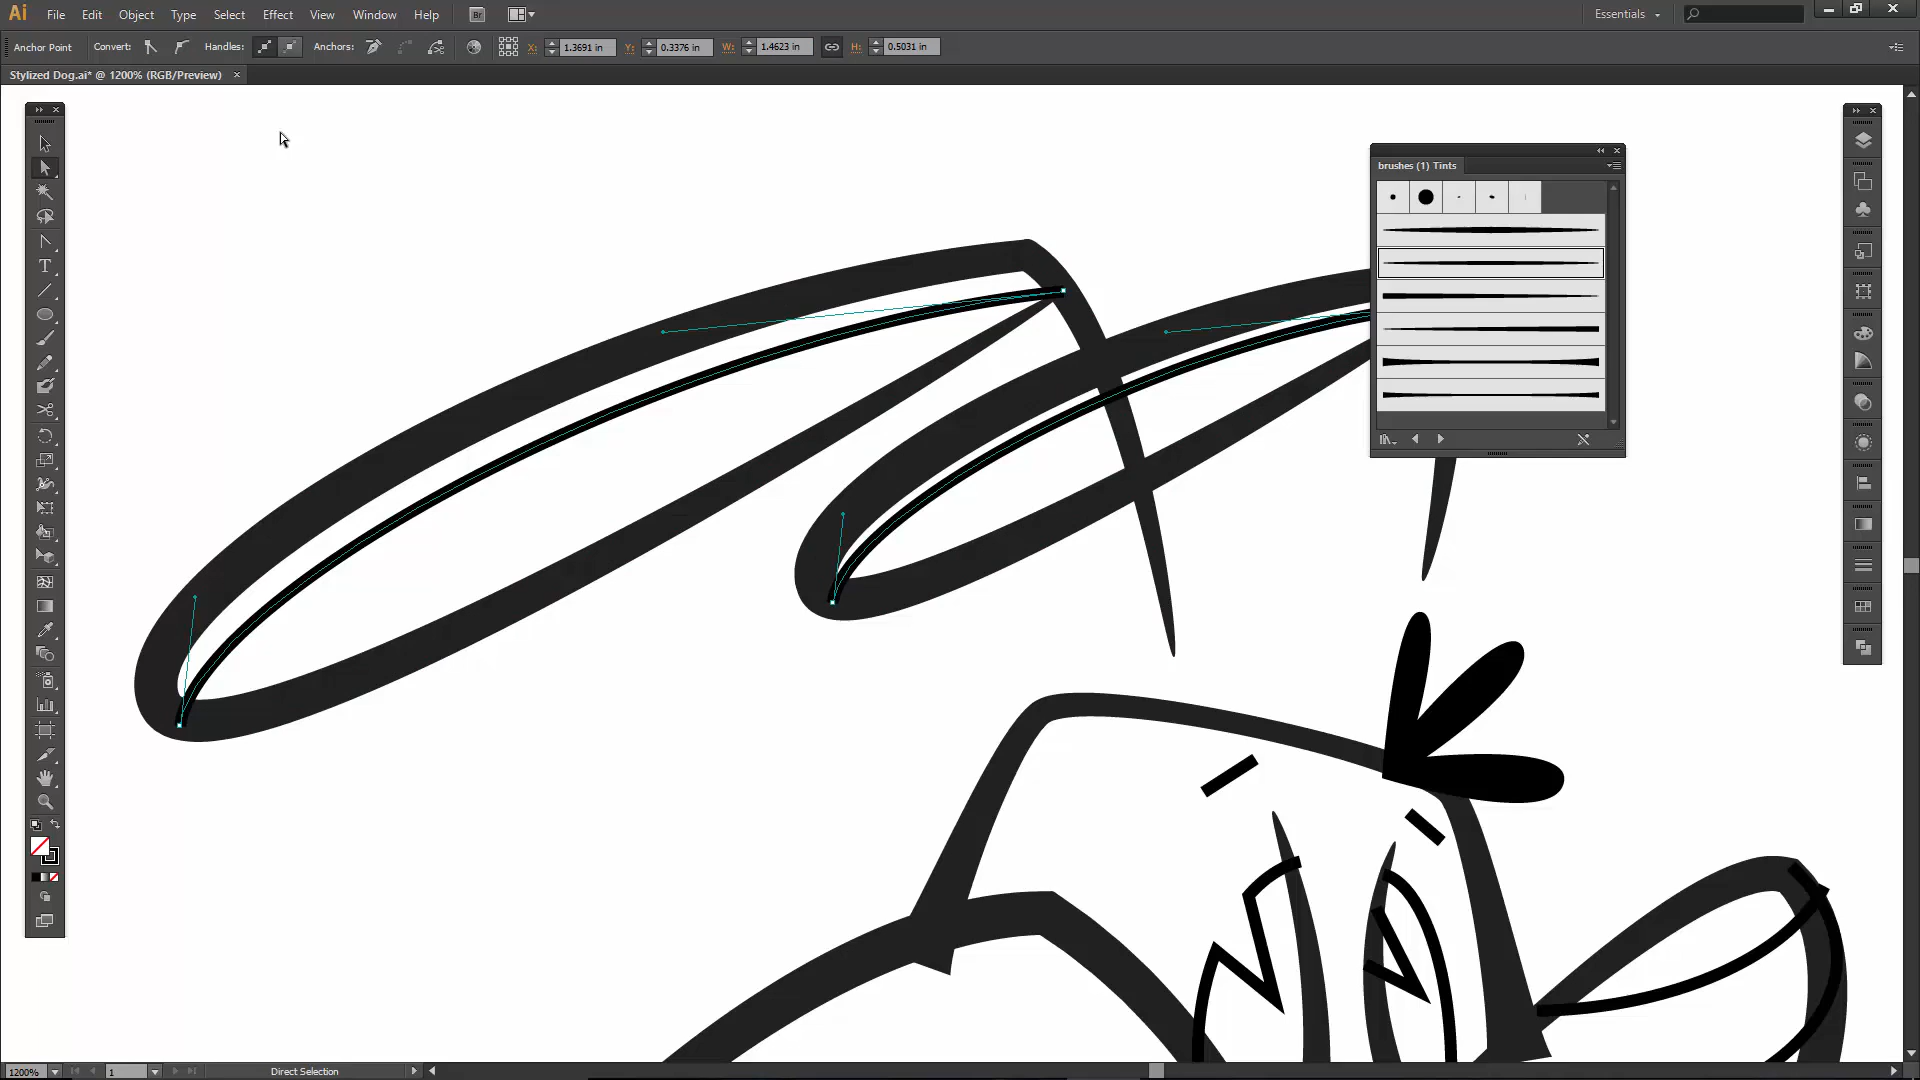 Ai File Edit Object Type Select Effect View Window Help Br Essentials
Anchor Point Convert: Handles: Anchors: X: 1.3691 in Y: 0.3376 in W: 1.4623 in H: 0.5031 in
Stylized Dog.ai* @ 1200% (RGB/Preview)
brushes (1) Tints
1200% 1 Direct Selection